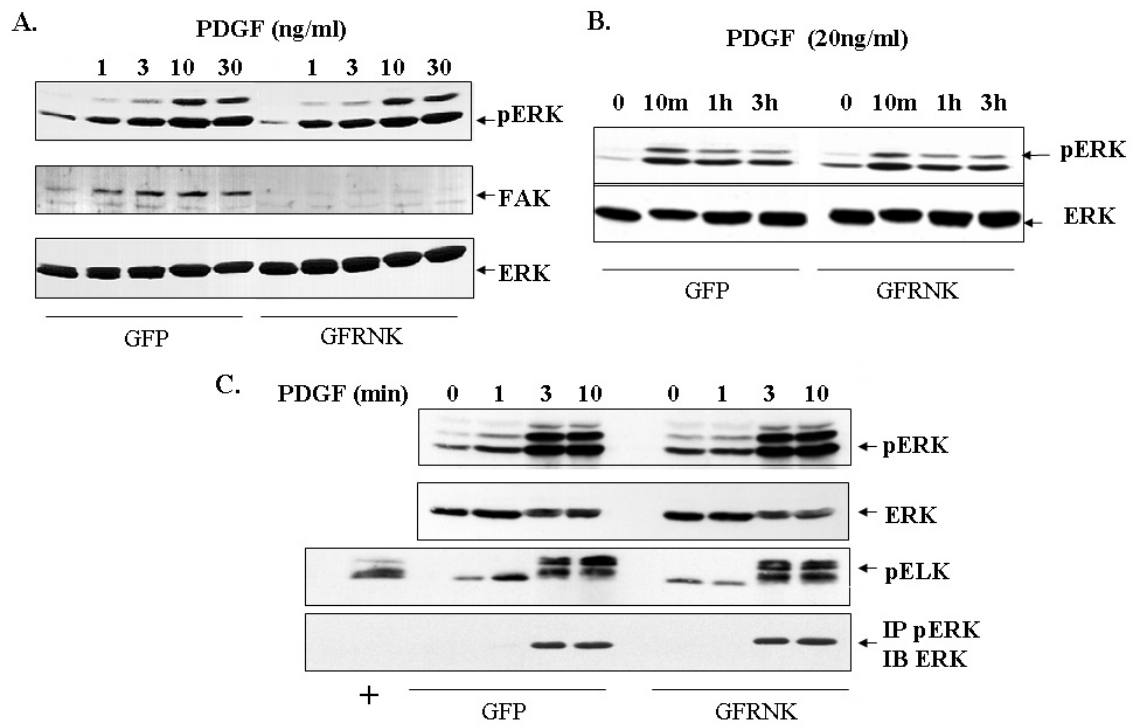 A.
PDGF (ng/ml)
1 3 10 30 1 3 10 30
pERK
FAK
ERK
GFP GFRNK
B.
PDGF (20ng/ml)
0 10m 1h 3h 0 10m 1h 3h
pERK
ERK
GFP GFRNK
C.
PDGF (min) 0 1 3 10 0 1 3 10
pERK
ERK
pELK
IP pERK
IB ERK
+ GFP GFRNK